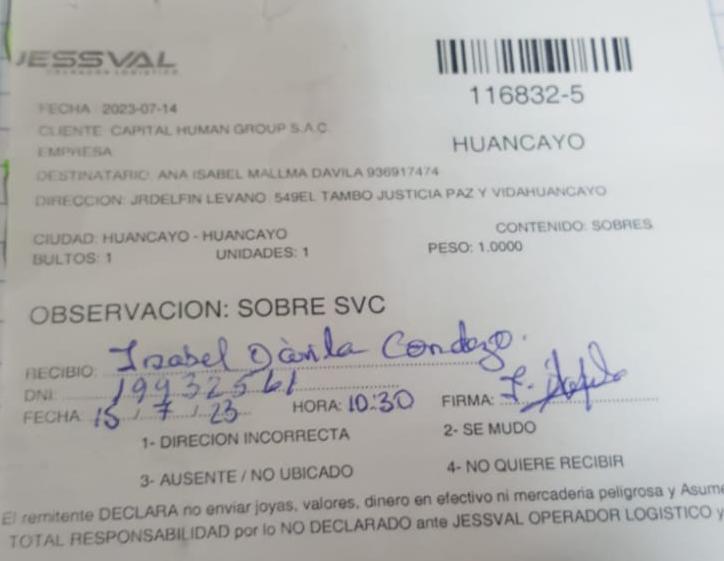 JESSVAL
OPERADOR LOGISTICO
116832-5
FECHA : 2023-07-14
CLIENTE: CAPITAL HUMAN GROUP S.A.C.
HUANCAYO
EMPRESA:
DESTINATARIO: ANA ISABEL MALLMA DAVILA 936917474
DIRECCION: JRDELFIN LEVANO 549EL TAMBO JUSTICIA PAZ Y VIDAHUANCAYO
CIUDAD: HUANCAYO - HUANCAYO CONTENIDO: SOBRES
BULTOS: 1 UNIDADES: 1 PESO: 1.0000
OBSERVACION: SOBRE SVC
RECIBIO: Isabel Dàvila Condezo.
DNI: 19932561
FECHA: 15 / 7 / 23 HORA: 10:30 FIRMA:
1- DIRECION INCORRECTA 2- SE MUDO
3- AUSENTE / NO UBICADO 4- NO QUIERE RECIBIR
El remitente DECLARA no enviar joyas, valores, dinero en efectivo ni mercaderia peligrosa y Asume
TOTAL RESPONSABILIDAD por lo NO DECLARADO ante JESSVAL OPERADOR LOGISTICO y